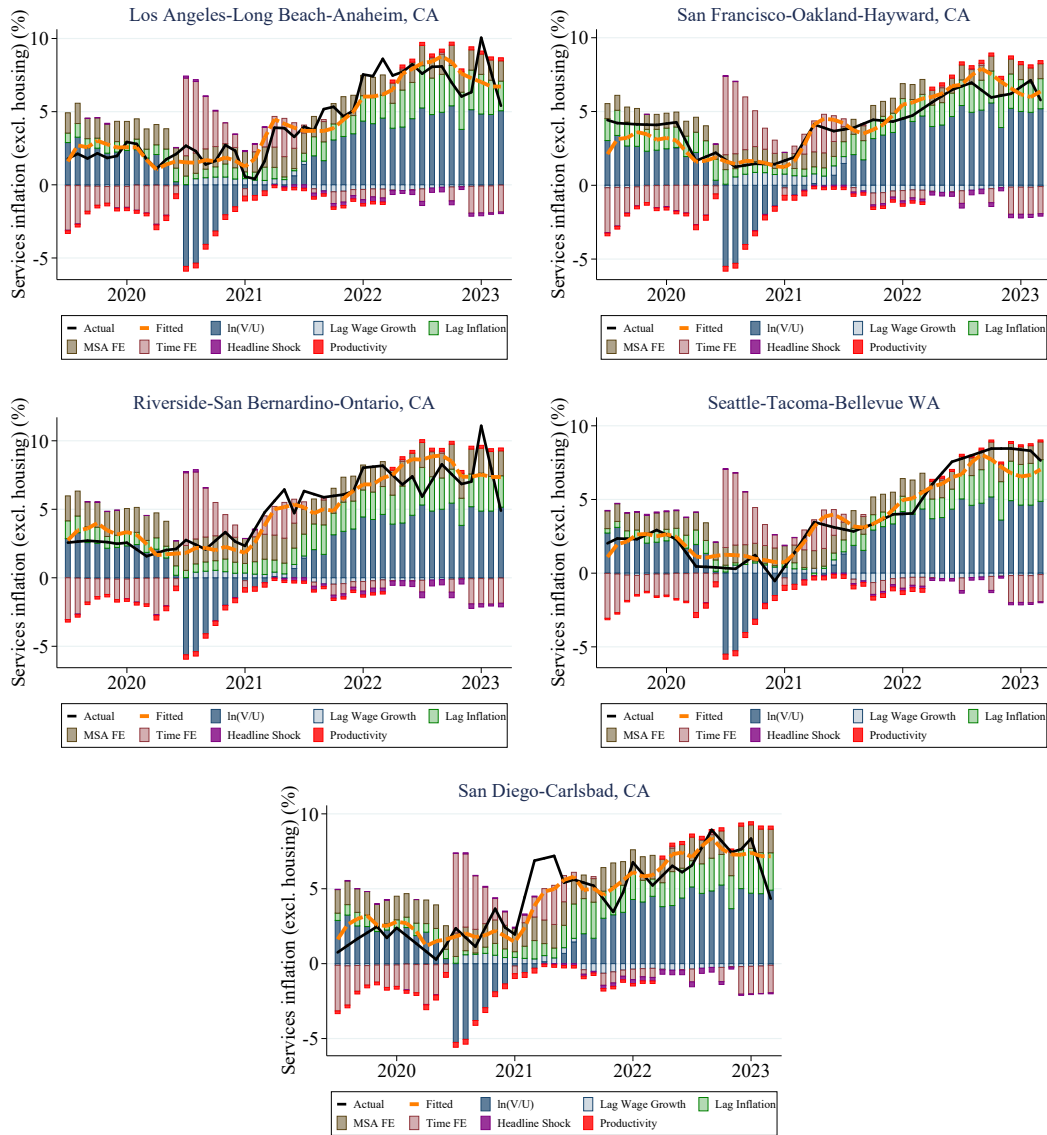 Los Angeles-Long Beach-Anaheim, CA
Services inflation (excl. housing) (%)
10
5
0
-5
2020 2021 2022 2023
Actual Fitted ln(V/U) Lag Wage Growth Lag Inflation
MSA FE Time FE Headline Shock Productivity
San Francisco-Oakland-Hayward, CA
Services inflation (excl. housing) (%)
10
5
0
-5
2020 2021 2022 2023
Actual Fitted ln(V/U) Lag Wage Growth Lag Inflation
MSA FE Time FE Headline Shock Productivity
Riverside-San Bernardino-Ontario, CA
Services inflation (excl. housing) (%)
10
5
0
-5
2020 2021 2022 2023
Actual Fitted ln(V/U) Lag Wage Growth Lag Inflation
MSA FE Time FE Headline Shock Productivity
Seattle-Tacoma-Bellevue WA
Services inflation (excl. housing) (%)
10
5
0
-5
2020 2021 2022 2023
Actual Fitted ln(V/U) Lag Wage Growth Lag Inflation
MSA FE Time FE Headline Shock Productivity
San Diego-Carlsbad, CA
Services inflation (excl. housing) (%)
10
5
0
-5
2020 2021 2022 2023
Actual Fitted ln(V/U) Lag Wage Growth Lag Inflation
MSA FE Time FE Headline Shock Productivity